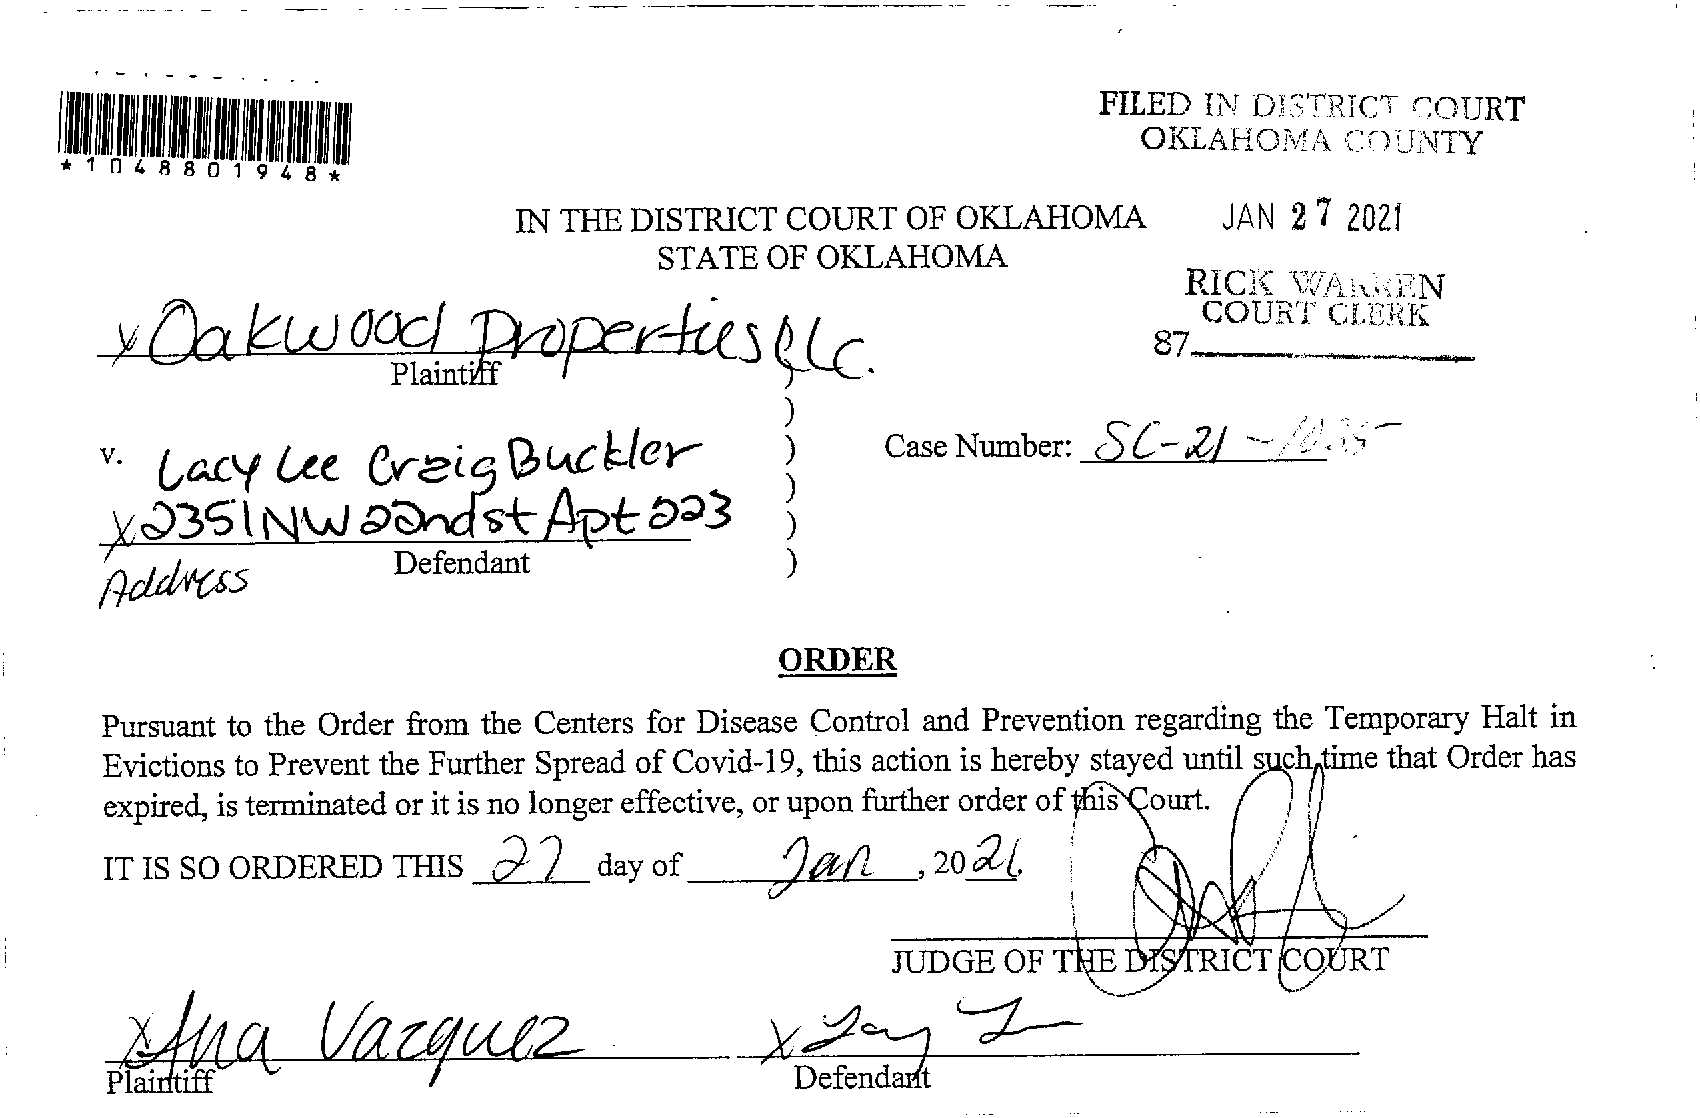 FILED IN DISTRICT COURT
OKLAHOMA COUNTY
*1048801948*
JAN 27 2021
IN THE DISTRICT COURT OF OKLAHOMA
STATE OF OKLAHOMA
RICK WARREN
COURT CLERK
87
x Oakwood Properties LLC.
Plaintiff
)
)
v. Lacy Lee Craig Buckler )
Case Number: SC-21-
)
x 2351 NW 22nd st Apt 223 )
Defendant )
Address
ORDER
Pursuant to the Order from the Centers for Disease Control and Prevention regarding the Temporary Halt in
Evictions to Prevent the Further Spread of Covid-19, this action is hereby stayed until such time that Order has
expired, is terminated or it is no longer effective, or upon further order of this Court.
IT IS SO ORDERED THIS 27 day of Jan, 2021.
JUDGE OF THE DISTRICT COURT
x Ana Vazquez x
Plaintiff Defendant